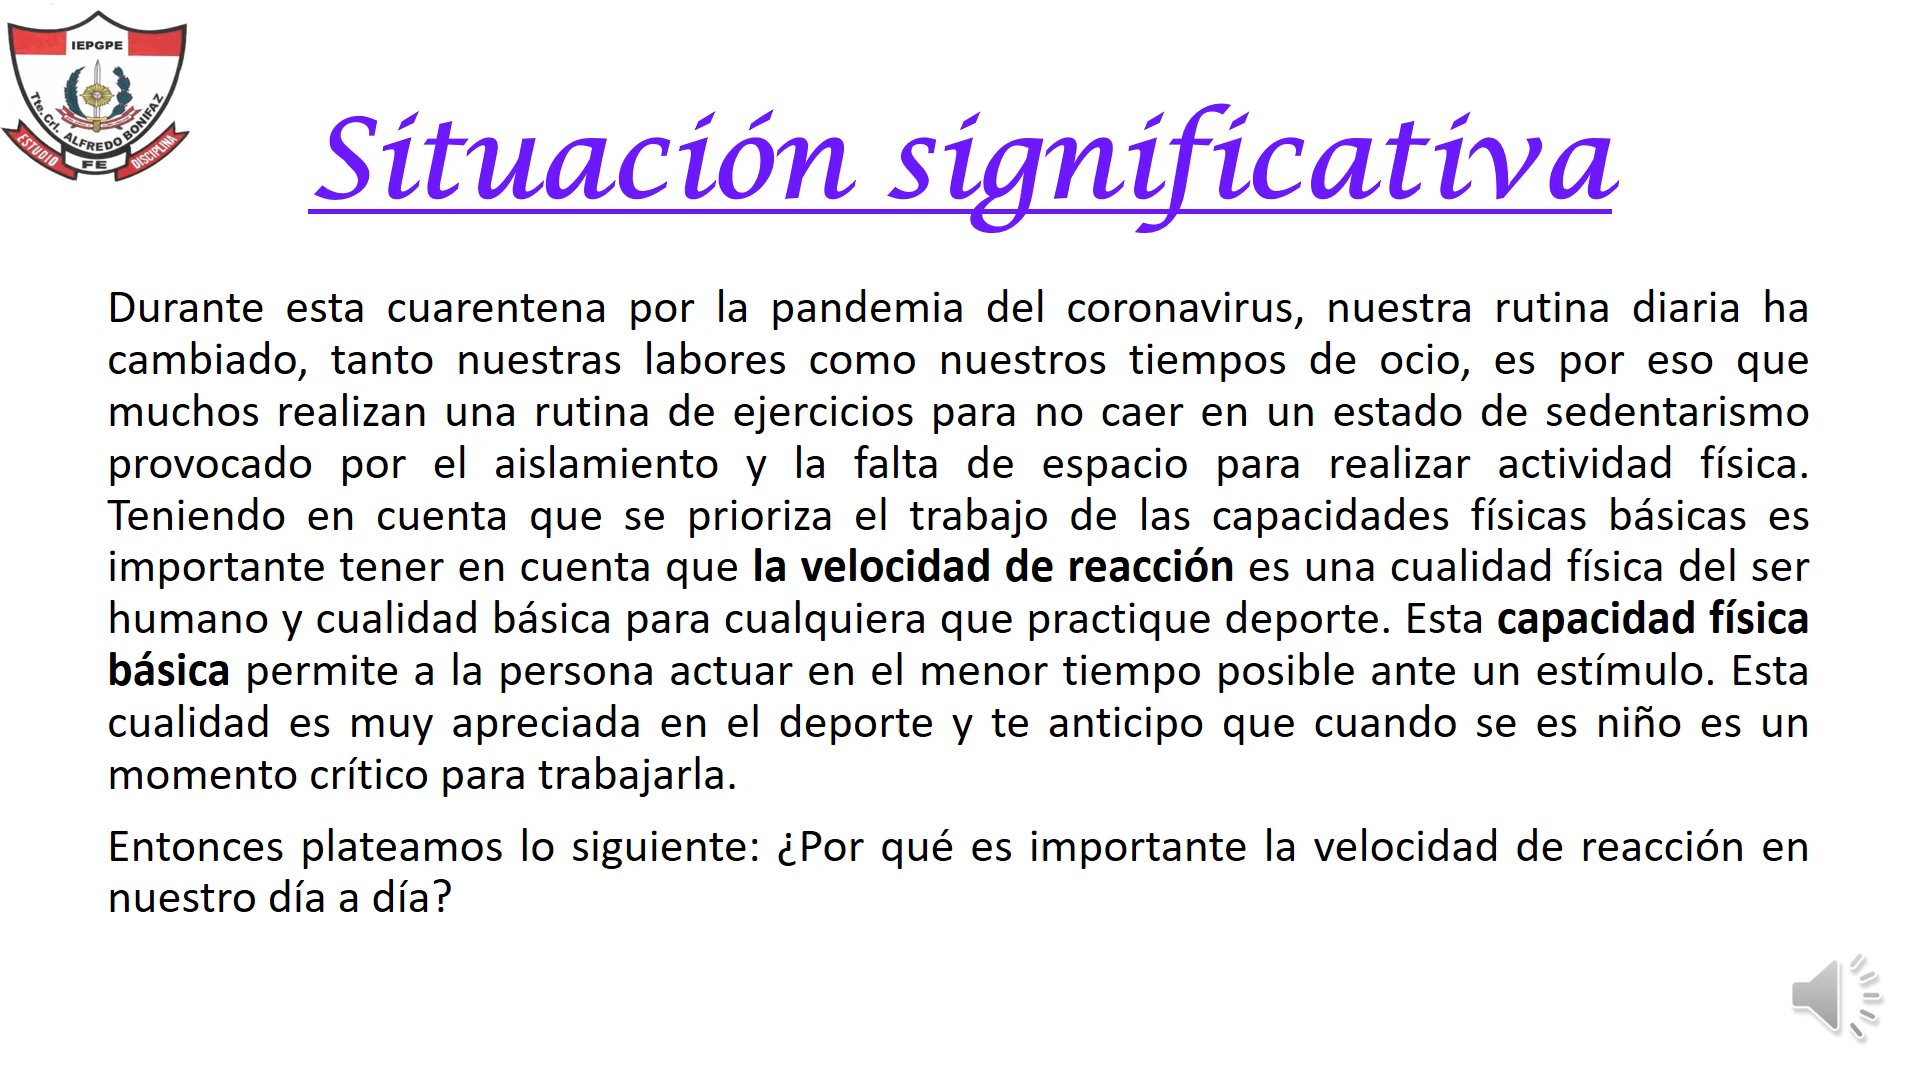 IEPGPE
Tte. Crl. ALFREDO BONIFAZ
ESTUDIO FE DISCIPLINA
Situación significativa
Durante esta cuarentena por la pandemia del coronavirus, nuestra rutina diaria ha
cambiado, tanto nuestras labores como nuestros tiempos de ocio, es por eso que
muchos realizan una rutina de ejercicios para no caer en un estado de sedentarismo
provocado por el aislamiento y la falta de espacio para realizar actividad física.
Teniendo en cuenta que se prioriza el trabajo de las capacidades físicas básicas es
importante tener en cuenta que la velocidad de reacción es una cualidad física del ser
humano y cualidad básica para cualquiera que practique deporte. Esta capacidad física
básica permite a la persona actuar en el menor tiempo posible ante un estímulo. Esta
cualidad es muy apreciada en el deporte y te anticipo que cuando se es niño es un
momento crítico para trabajarla.
Entonces plateamos lo siguiente: ¿Por qué es importante la velocidad de reacción en
nuestro día a día?